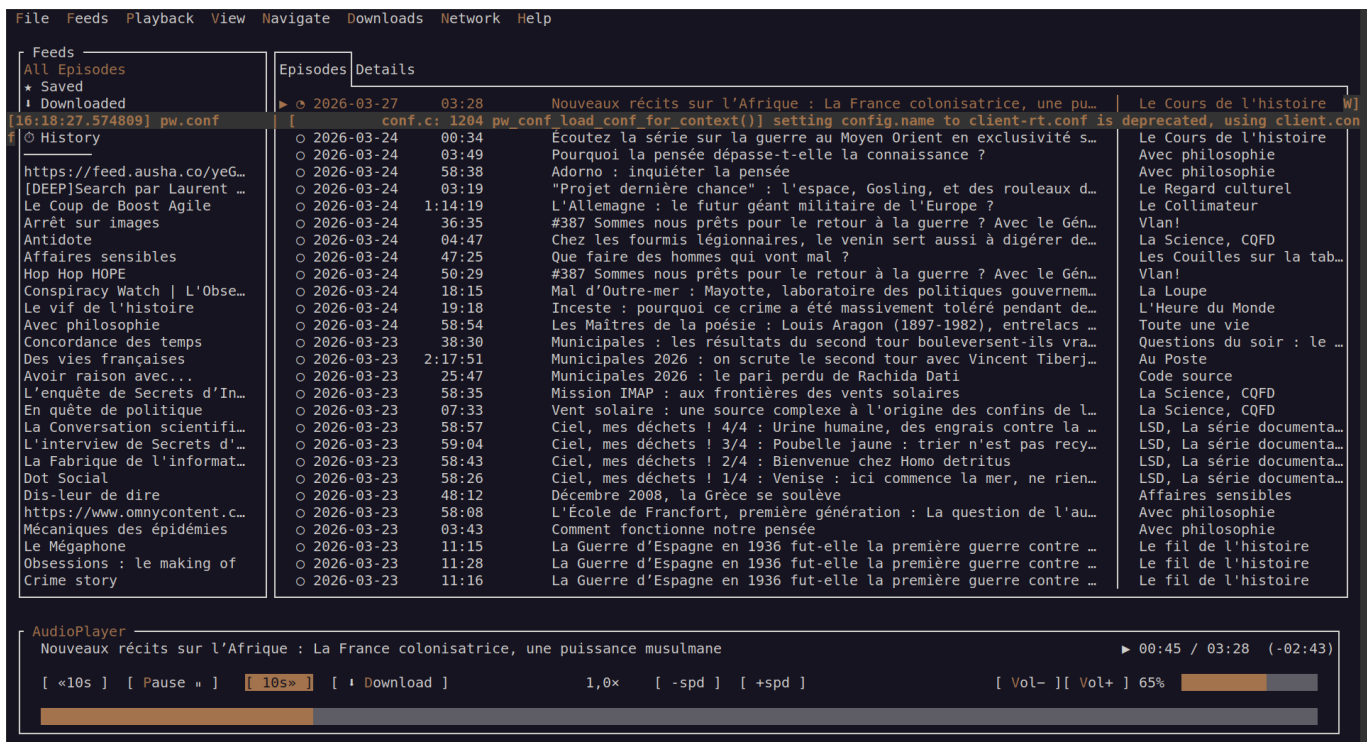 File Feeds Playback View Navigate Downloads Network Help
Feeds
All Episodes
★ Saved
⬇ Downloaded
[16:18:27.574809] pw.conf | [ conf.c: 1204 pw_conf_load_conf_for_context()] setting config.name to client-rt.conf is deprecated, using client.con
f ⏱ History
https://feed.ausha.co/yeG…
[DEEP]Search par Laurent …
Le Coup de Boost Agile
Arrêt sur images
Antidote
Affaires sensibles
Hop Hop HOPE
Conspiracy Watch | L'Obse…
Le vif de l'histoire
Avec philosophie
Concordance des temps
Des vies françaises
Avoir raison avec...
L’enquête de Secrets d’In…
En quête de politique
La Conversation scientifi…
L'interview de Secrets d'…
La Fabrique de l'informat…
Dot Social
Dis-leur de dire
https://www.omnycontent.c…
Mécaniques des épidémies
Le Mégaphone
Obsessions : le making of
Crime story
Episodes Details
▶ ◔ 2026-03-27 03:28 Nouveaux récits sur l’Afrique : La France colonisatrice, une pu… │ Le Cours de l'histoire W]
○ 2026-03-24 00:34 Écoutez la série sur la guerre au Moyen Orient en exclusivité s… │ Le Cours de l'histoire
○ 2026-03-24 03:49 Pourquoi la pensée dépasse-t-elle la connaissance ? │ Avec philosophie
○ 2026-03-24 58:38 Adorno : inquiéter la pensée │ Avec philosophie
○ 2026-03-24 03:19 "Projet dernière chance" : l'espace, Gosling, et des rouleaux d… │ Le Regard culturel
○ 2026-03-24 1:14:19 L'Allemagne : le futur géant militaire de l'Europe ? │ Le Collimateur
○ 2026-03-24 36:35 #387 Sommes nous prêts pour le retour à la guerre ? Avec le Gén… │ Vlan!
○ 2026-03-24 04:47 Chez les fourmis légionnaires, le venin sert aussi à digérer de… │ La Science, CQFD
○ 2026-03-24 47:25 Que faire des hommes qui vont mal ? │ Les Couilles sur la tab…
○ 2026-03-24 50:29 #387 Sommes nous prêts pour le retour à la guerre ? Avec le Gén… │ Vlan!
○ 2026-03-24 18:15 Mal d’Outre-mer : Mayotte, laboratoire des politiques gouvernem… │ La Loupe
○ 2026-03-24 19:18 Inceste : pourquoi ce crime a été massivement toléré pendant de… │ L'Heure du Monde
○ 2026-03-24 58:54 Les Maîtres de la poésie : Louis Aragon (1897-1982), entrelacs … │ Toute une vie
○ 2026-03-23 38:30 Municipales : les résultats du second tour bouleversent-ils vra… │ Questions du soir : le …
○ 2026-03-23 2:17:51 Municipales 2026 : on scrute le second tour avec Vincent Tiberj… │ Au Poste
○ 2026-03-23 25:47 Municipales 2026 : le pari perdu de Rachida Dati │ Code source
○ 2026-03-23 58:35 Mission IMAP : aux frontières des vents solaires │ La Science, CQFD
○ 2026-03-23 07:33 Vent solaire : une source complexe à l'origine des confins de l… │ La Science, CQFD
○ 2026-03-23 58:57 Ciel, mes déchets ! 4/4 : Urine humaine, des engrais contre la … │ LSD, La série documenta…
○ 2026-03-23 59:04 Ciel, mes déchets ! 3/4 : Poubelle jaune : trier n'est pas recy… │ LSD, La série documenta…
○ 2026-03-23 58:43 Ciel, mes déchets ! 2/4 : Bienvenue chez Homo detritus │ LSD, La série documenta…
○ 2026-03-23 58:26 Ciel, mes déchets ! 1/4 : Venise : ici commence la mer, ne rien… │ LSD, La série documenta…
○ 2026-03-23 48:12 Décembre 2008, la Grèce se soulève │ Affaires sensibles
○ 2026-03-23 58:08 L'École de Francfort, première génération : La question de l'au… │ Avec philosophie
○ 2026-03-23 03:43 Comment fonctionne notre pensée │ Avec philosophie
○ 2026-03-23 11:15 La Guerre d’Espagne en 1936 fut-elle la première guerre contre … │ Le fil de l'histoire
○ 2026-03-23 11:28 La Guerre d’Espagne en 1936 fut-elle la première guerre contre … │ Le fil de l'histoire
○ 2026-03-23 11:16 La Guerre d’Espagne en 1936 fut-elle la première guerre contre … │ Le fil de l'histoire
AudioPlayer
Nouveaux récits sur l’Afrique : La France colonisatrice, une puissance musulmane ▶ 00:45 / 03:28 (-02:43)
[ «10s ] [ Pause ⏸ ] [ 10s» ] [ ⬇ Download ] 1,0× [ -spd ] [ +spd ] [ Vol− ][ Vol+ ] 65%